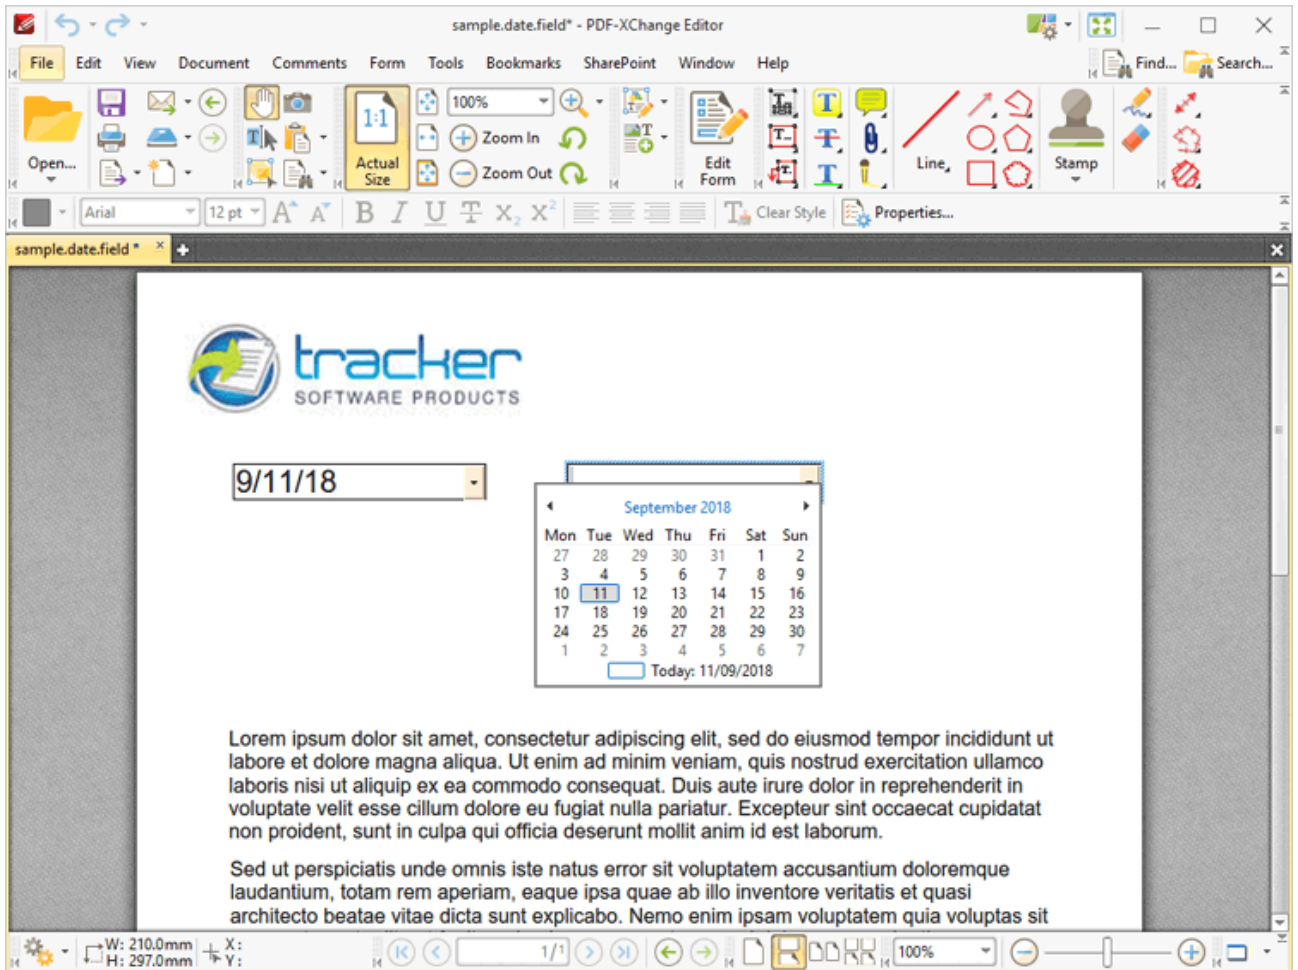 sample.date.field* - PDF-XChange Editor
File Edit View Document Comments Form Tools Bookmarks SharePoint Window Help Find... Search...
Open... 1:1 Actual Size 100% Zoom In Zoom Out Edit Form Line, Stamp
Arial 12 pt B I U T X2 X2 Clear Style Properties...
sample.date.field *
tracker
SOFTWARE PRODUCTS
9/11/18
September 2018
Mon Tue Wed Thu Fri Sat Sun
27 28 29 30 31 1 2
3 4 5 6 7 8 9
10 11 12 13 14 15 16
17 18 19 20 21 22 23
24 25 26 27 28 29 30
1 2 3 4 5 6 7
Today: 11/09/2018
Lorem ipsum dolor sit amet, consectetur adipiscing elit, sed do eiusmod tempor incididunt ut
labore et dolore magna aliqua. Ut enim ad minim veniam, quis nostrud exercitation ullamco
laboris nisi ut aliquip ex ea commodo consequat. Duis aute irure dolor in reprehenderit in
voluptate velit esse cillum dolore eu fugiat nulla pariatur. Excepteur sint occaecat cupidatat
non proident, sunt in culpa qui officia deserunt mollit anim id est laborum.
Sed ut perspiciatis unde omnis iste natus error sit voluptatem accusantium doloremque
laudantium, totam rem aperiam, eaque ipsa quae ab illo inventore veritatis et quasi
architecto beatae vitae dicta sunt explicabo. Nemo enim ipsam voluptatem quia voluptas sit
W: 210.0mm X:
H: 297.0mm Y:
1/1 100%